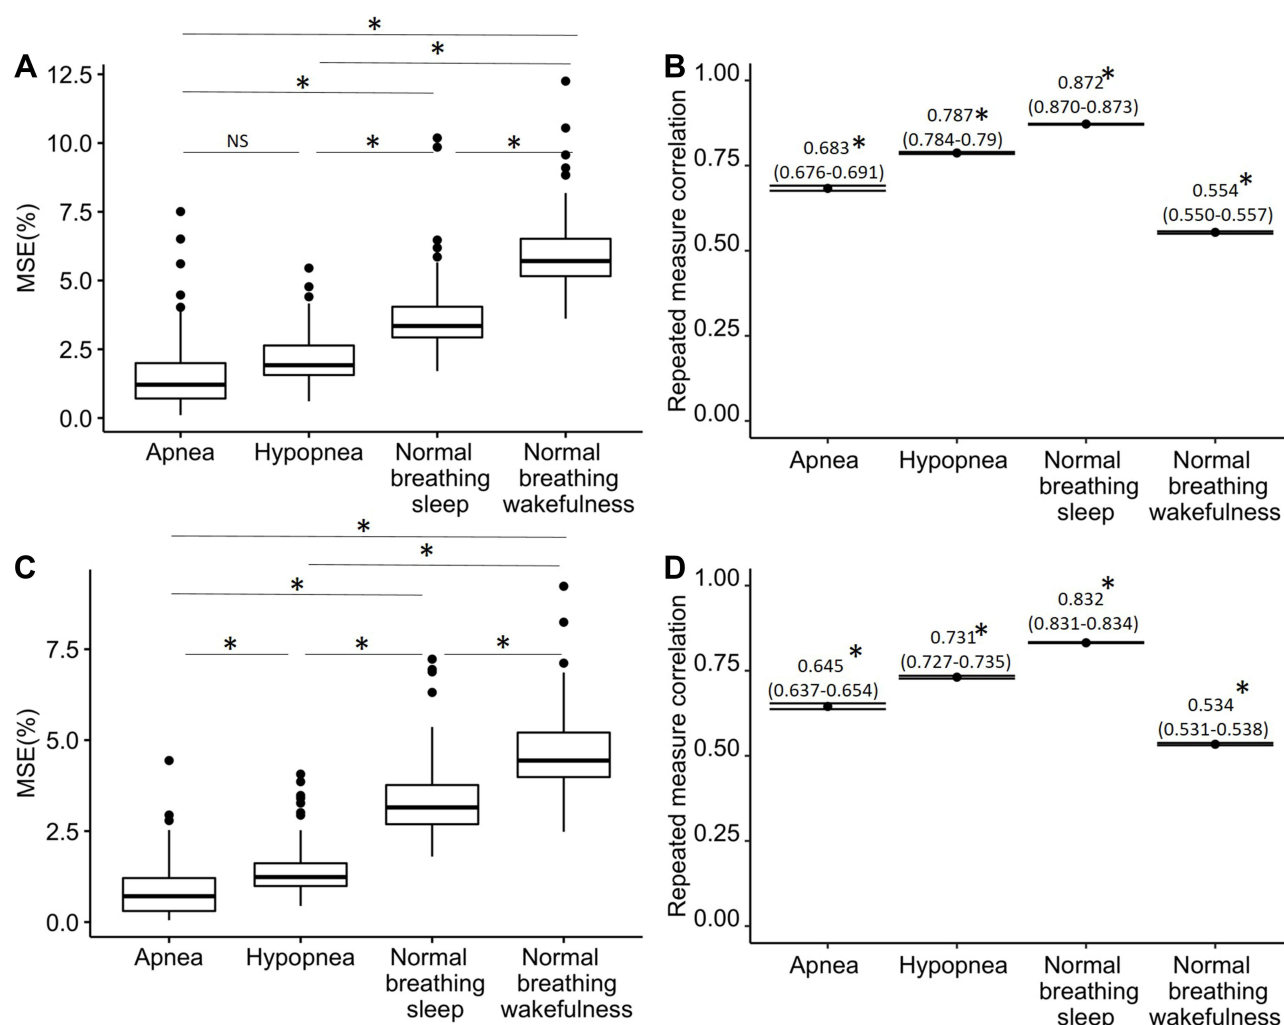 *
*
A
*
12.5
10.0
7.5
5.0
2.5
0.0
MSE(%)
NS
*
*
Apnea
Hypopnea
Normal
breathing
sleep
Normal
breathing
wakefulness
B
1.00
0.75
0.50
0.25
0.00
Repeated measure correlation
0.683*
(0.676-0.691)
0.787*
(0.784-0.79)
0.872*
(0.870-0.873)
0.554*
(0.550-0.557)
Apnea
Hypopnea
Normal
breathing
sleep
Normal
breathing
wakefulness
*
*
C
*
7.5
5.0
2.5
0.0
MSE(%)
*
*
*
Apnea
Hypopnea
Normal
breathing
sleep
Normal
breathing
wakefulness
D
1.00
0.75
0.50
0.25
0.00
Repeated measure correlation
0.645*
(0.637-0.654)
0.731*
(0.727-0.735)
0.832*
(0.831-0.834)
0.534*
(0.531-0.538)
Apnea
Hypopnea
Normal
breathing
sleep
Normal
breathing
wakefulness